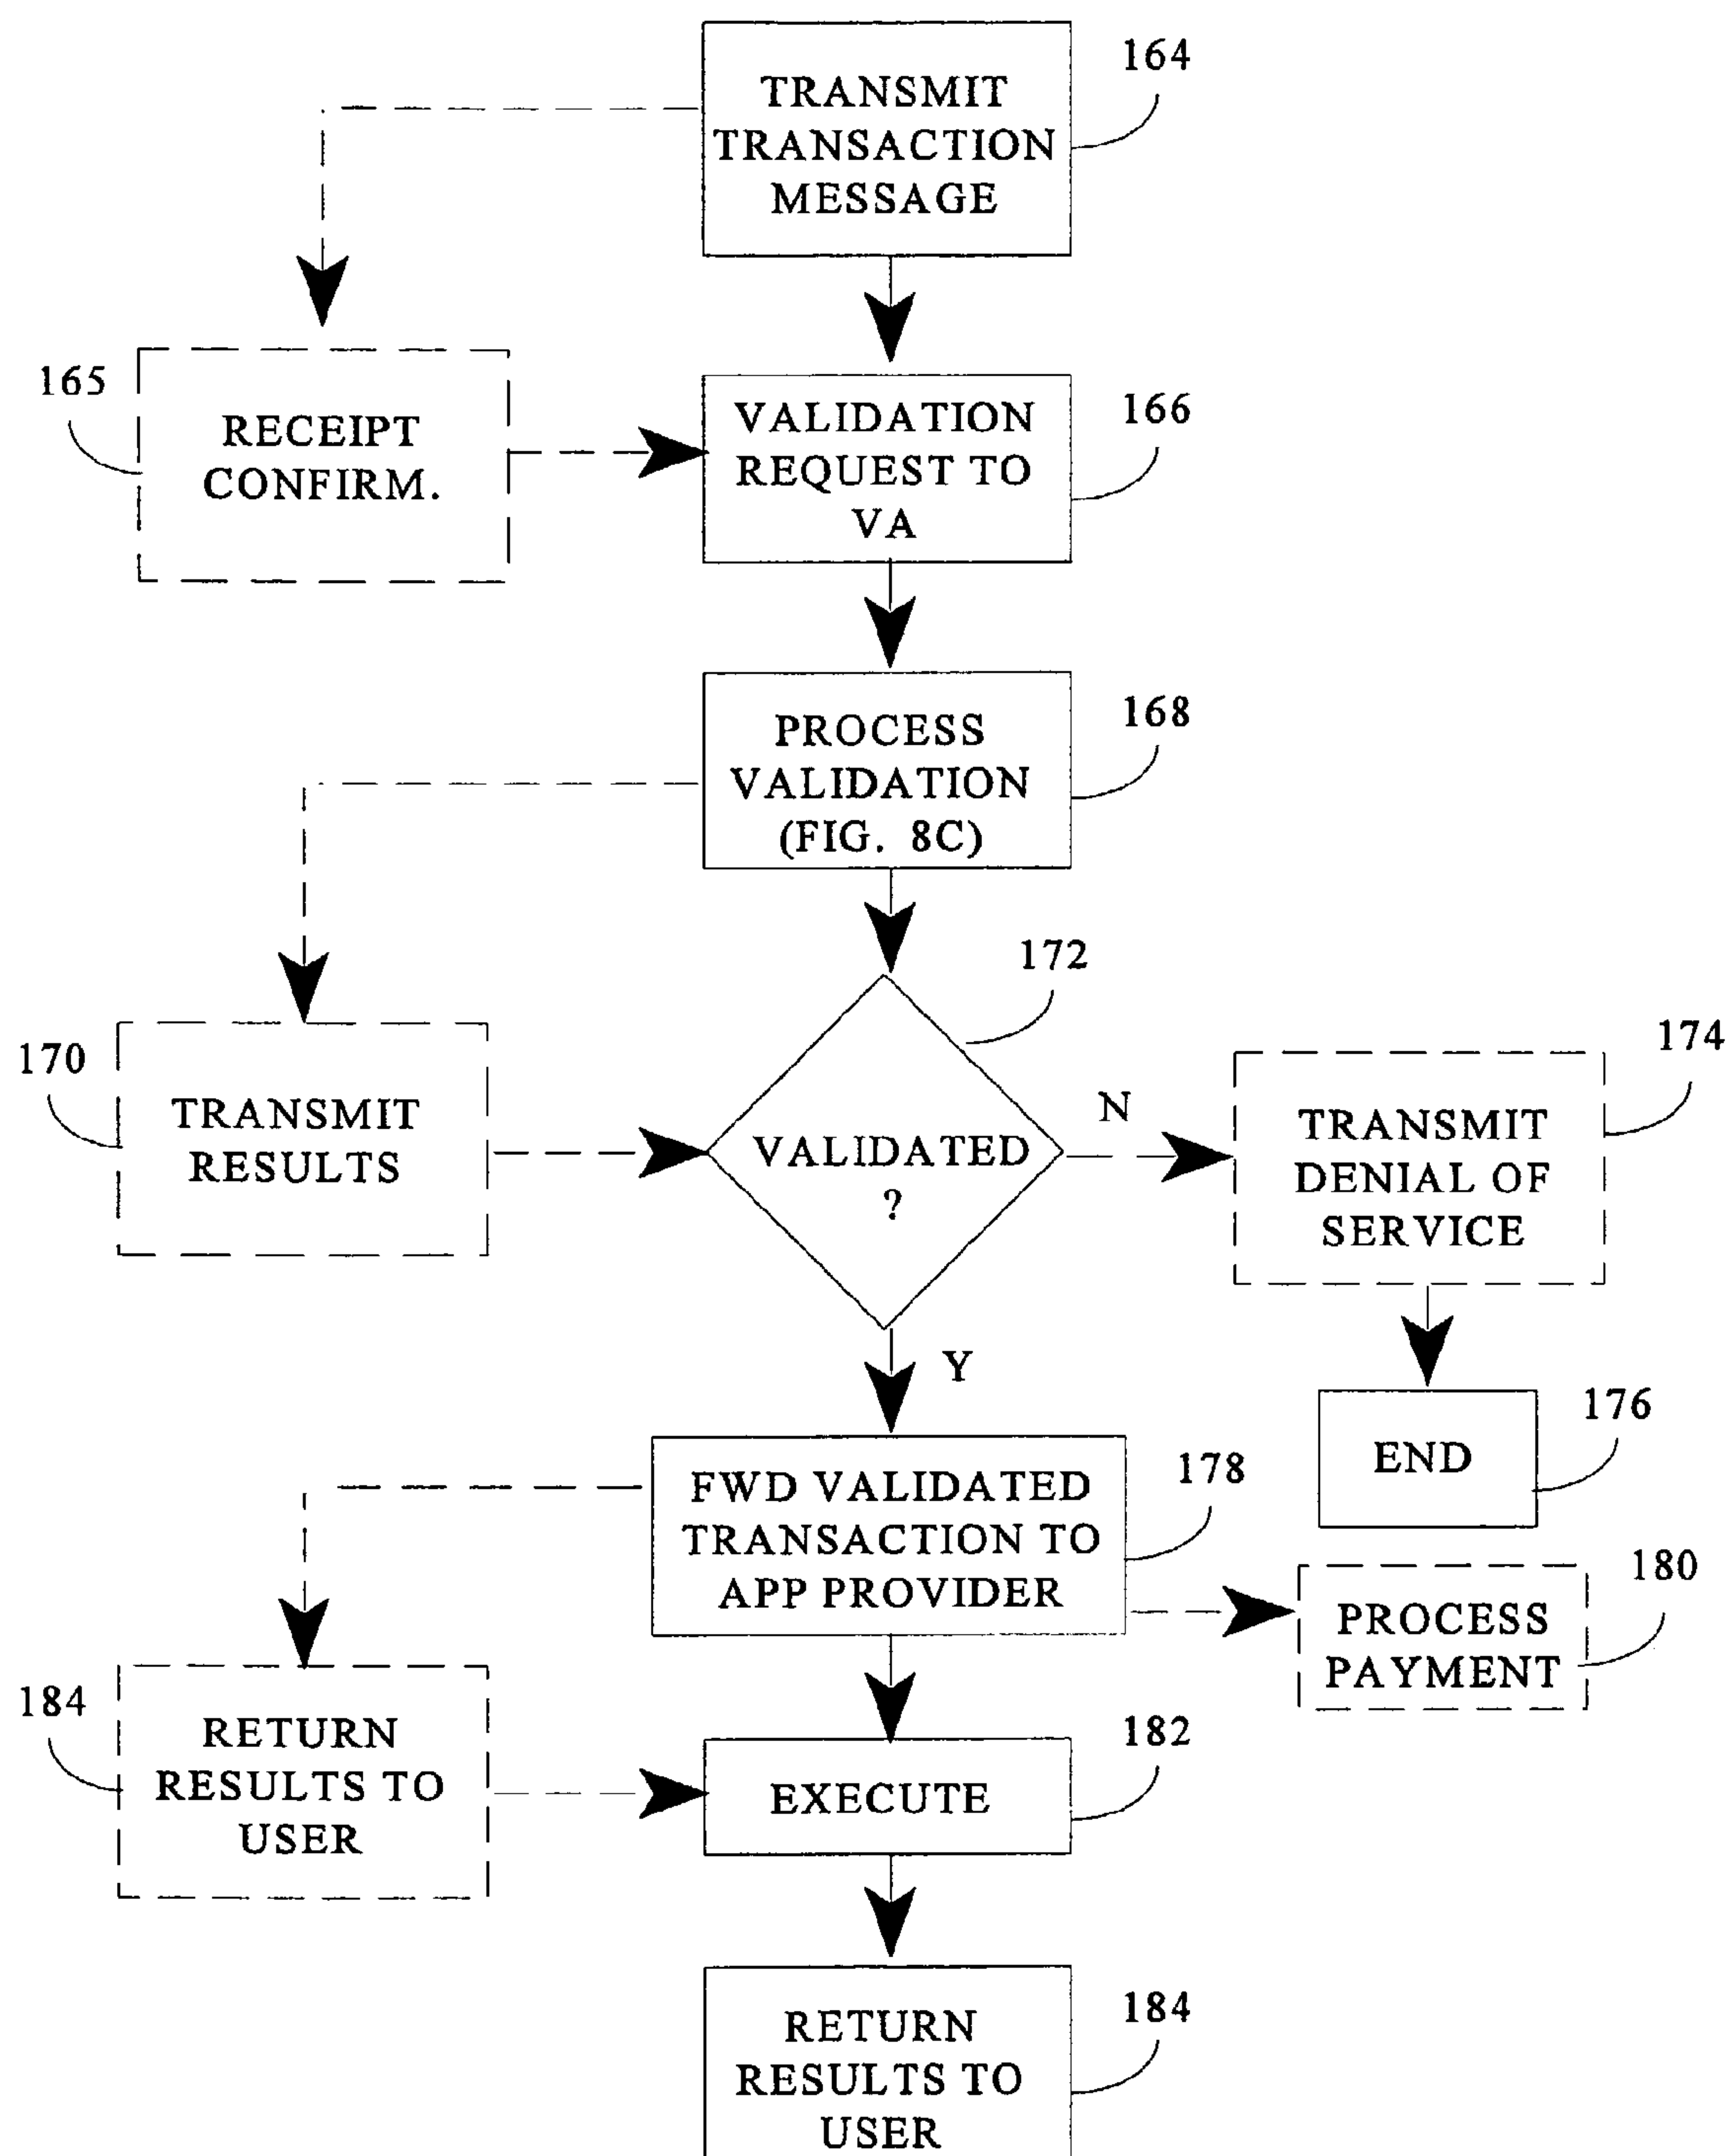 TRANSMIT
TRANSACTION
MESSAGE
164
165
RECEIPT
CONFIRM.
VALIDATION
REQUEST TO
VA
166
PROCESS
VALIDATION
(FIG. 8C)
168
170
TRANSMIT
RESULTS
172
VALIDATED
?
N
174
TRANSMIT
DENIAL OF
SERVICE
Y
176
END
FWD VALIDATED
TRANSACTION TO
APP PROVIDER
178
180
PROCESS
PAYMENT
184
RETURN
RESULTS TO
USER
182
EXECUTE
184
RETURN
RESULTS TO
USER